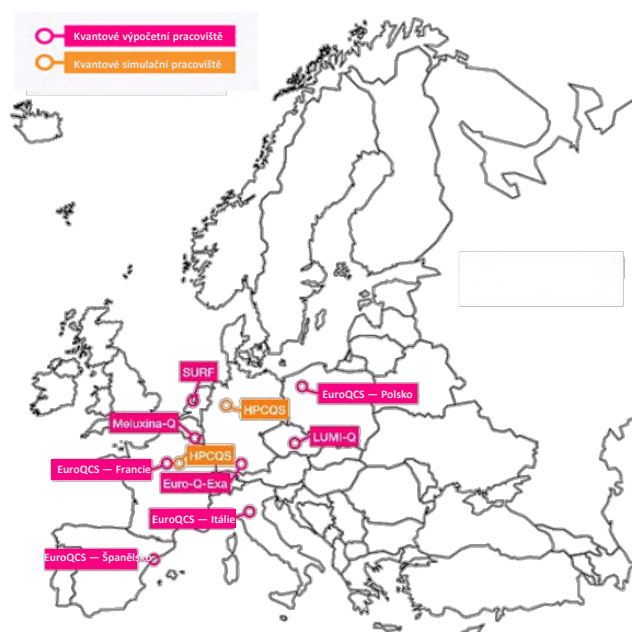 Kvantové výpočetní pracoviště
Kvantové simulační pracoviště
SURF
EuroQCS — Polsko
HPCQS
Meluxina-Q
LUMI-Q
HPCQS
EuroQCS — Francie
Euro-Q-Exa
EuroQCS — Itálie
EuroQCS — Španělsko